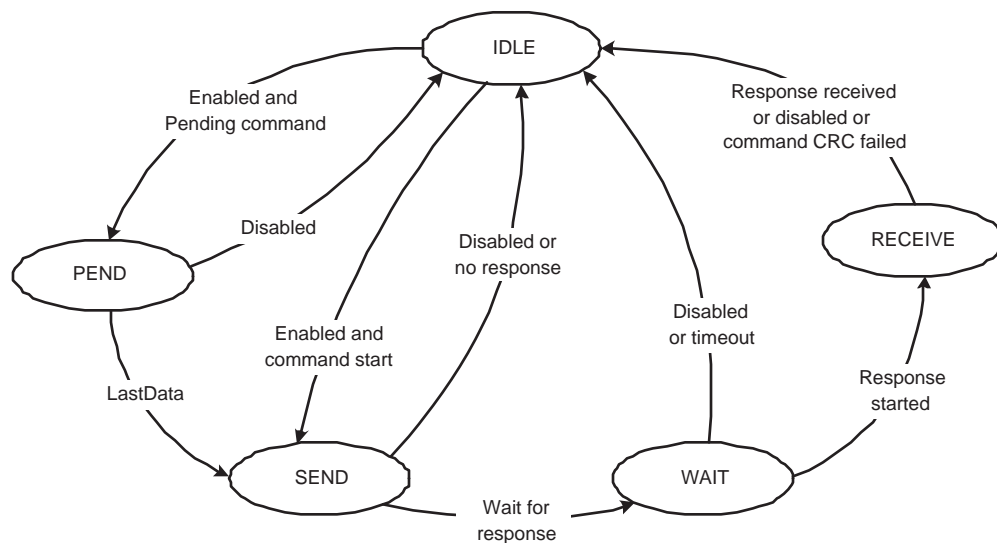 IDLE
Enabled and
Pending command
Response received
or disabled or
command CRC failed
Disabled
Disabled or
no response
RECEIVE
PEND
Enabled and
command start
Disabled
or timeout
LastData
Response
started
SEND
WAIT
Wait for
response